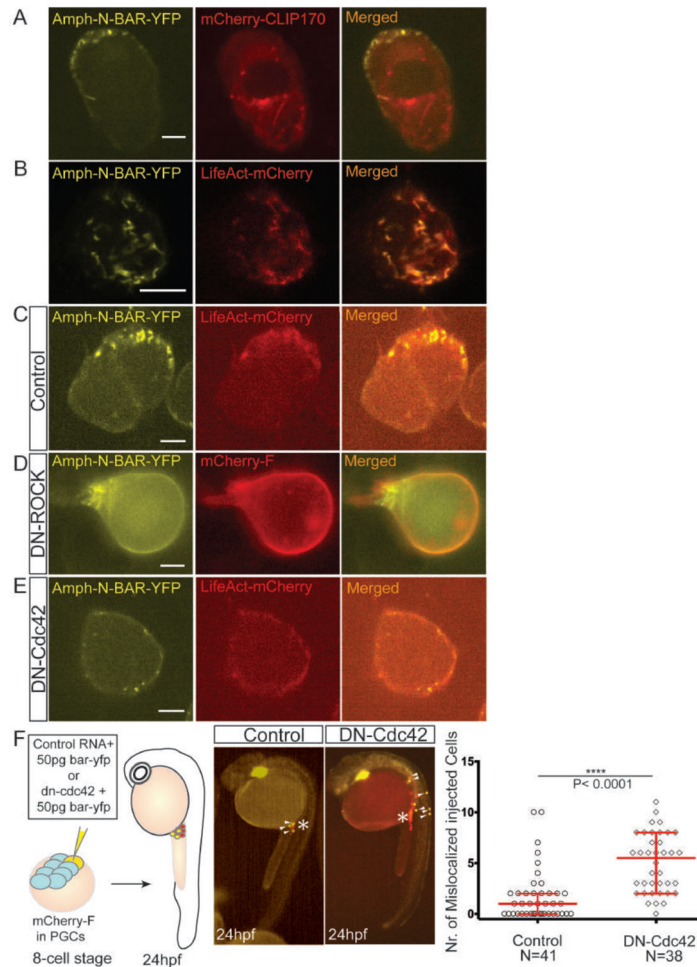 A
Amph-N-BAR-YFP
mCherry-CLIP170
Merged
B
Amph-N-BAR-YFP
LifeAct-mCherry
Merged
C
Control
Amph-N-BAR-YFP
LifeAct-mCherry
Merged
D
DN-ROCK
Amph-N-BAR-YFP
mCherry-F
Merged
E
DN-Cdc42
Amph-N-BAR-YFP
LifeAct-mCherry
Merged
F
Control RNA+
50pg bar-yfp
or
dn-cdc42 +
50pg bar-yfp
mCherry-F
in PGCs
8-cell stage
24hpf
Control
*
24hpf
DN-Cdc42
*
24hpf
Nr. of Mislocalized injected Cells
15
10
5
0
****
P< 0.0001
Control
N=41
DN-Cdc42
N=38